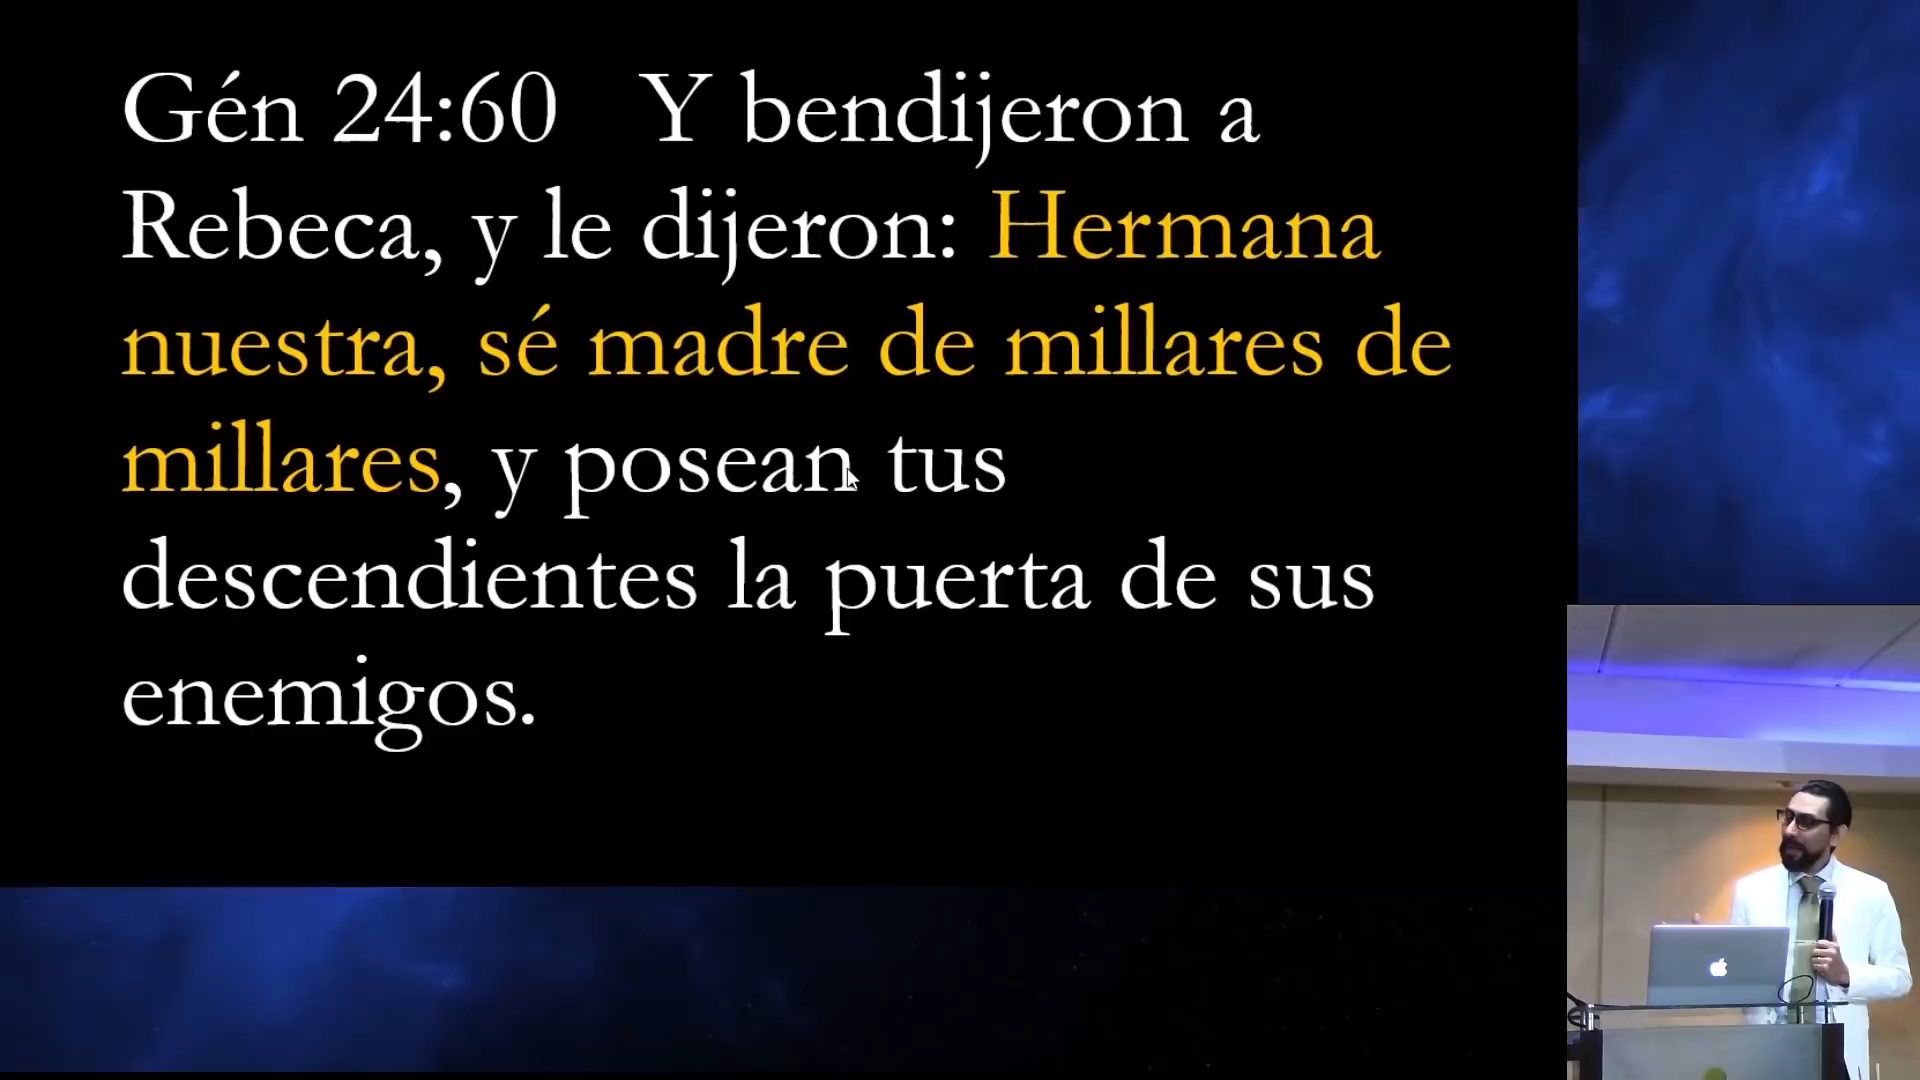 Gén 24:60 Y bendijeron a
Rebeca, y le dijeron: Hermana
nuestra, sé madre de millares de
millares, y posean tus
descendientes la puerta de sus
enemigos.